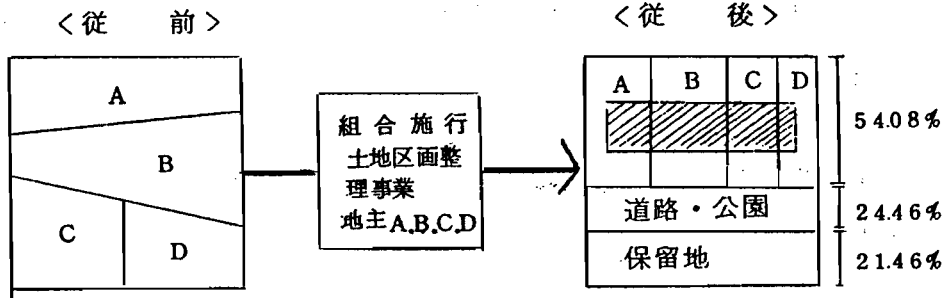 <従　前>
A
B
C
D
組合施行
土地区画整
理事業
地主A.B.C.D
<従　後>
A B C D
道路・公園
保留地
54.08%
24.46%
21.46%